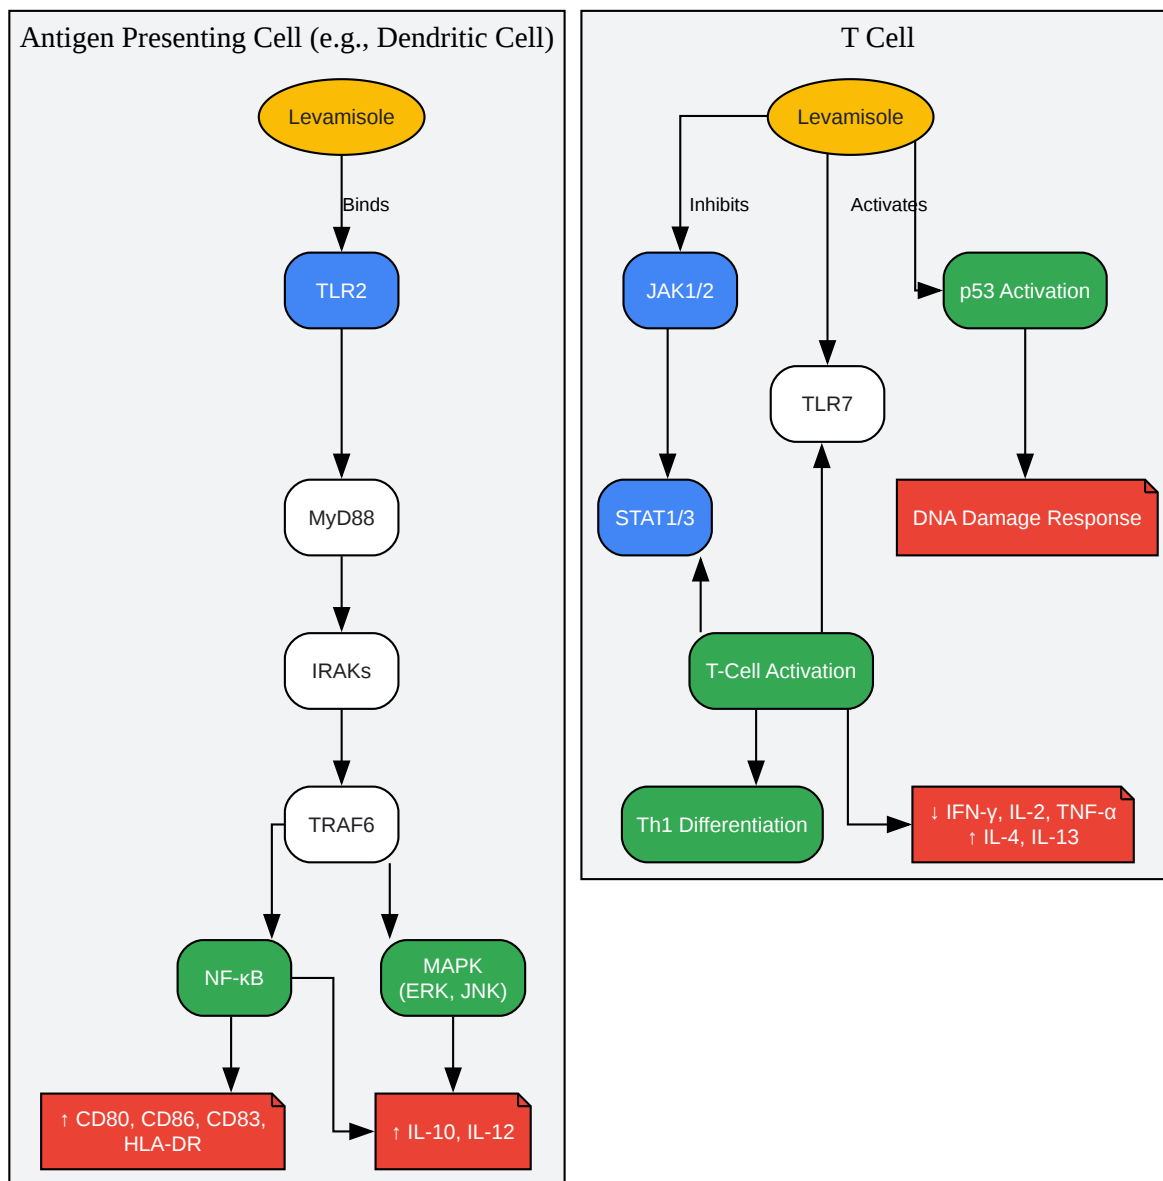 Antigen Presenting Cell (e.g., Dendritic Cell)
Levamisole
Binds
TLR2
MyD88
IRAKs
TRAF6
NF-κB
MAPK
(ERK, JNK)
↑ CD80, CD86, CD83,
HLA-DR
↑ IL-10, IL-12
T Cell
Levamisole
Inhibits
Activates
JAK1/2
p53 Activation
TLR7
STAT1/3
DNA Damage Response
T-Cell Activation
Th1 Differentiation
↓ IFN-γ, IL-2, TNF-α
↑ IL-4, IL-13